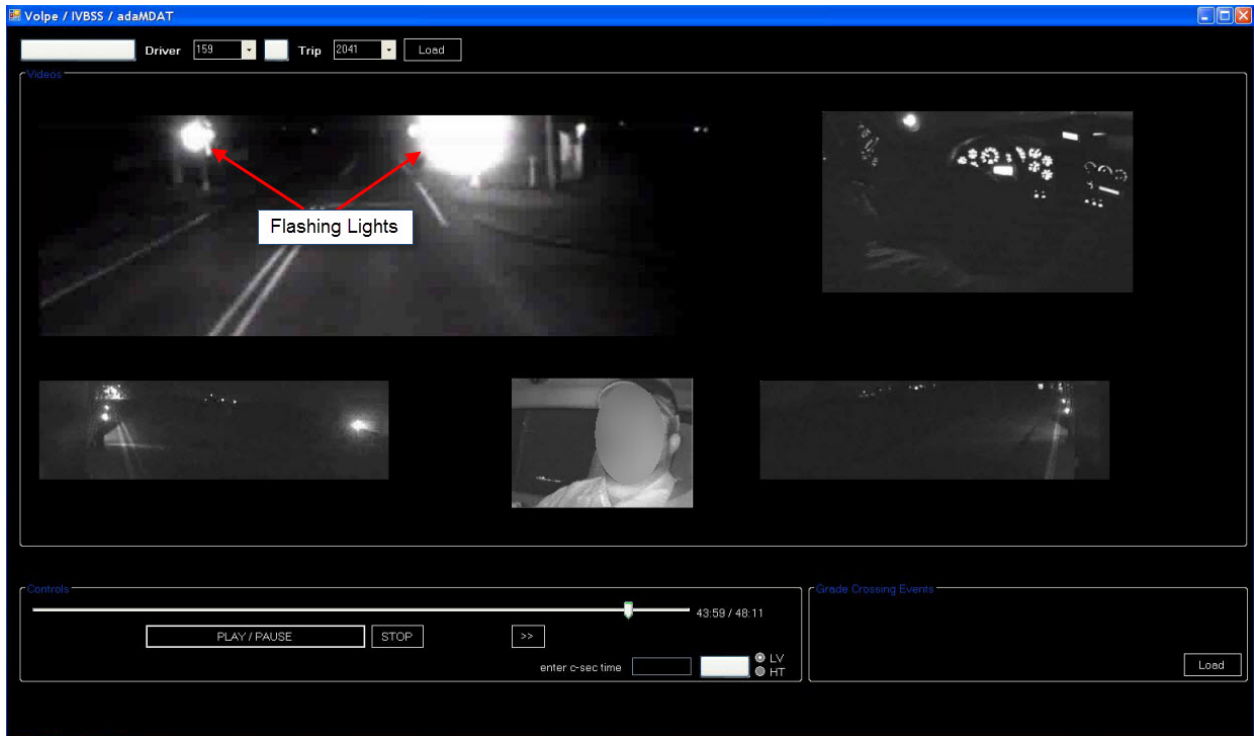 Volpe / IVBSS / adaMDAT
Driver 159 Trip 2041 Load
Videos
Flashing Lights
Controls
43:59 / 48:11
PLAY / PAUSE STOP >>
enter c-sec time LV
HT
Grade Crossing Events
Load